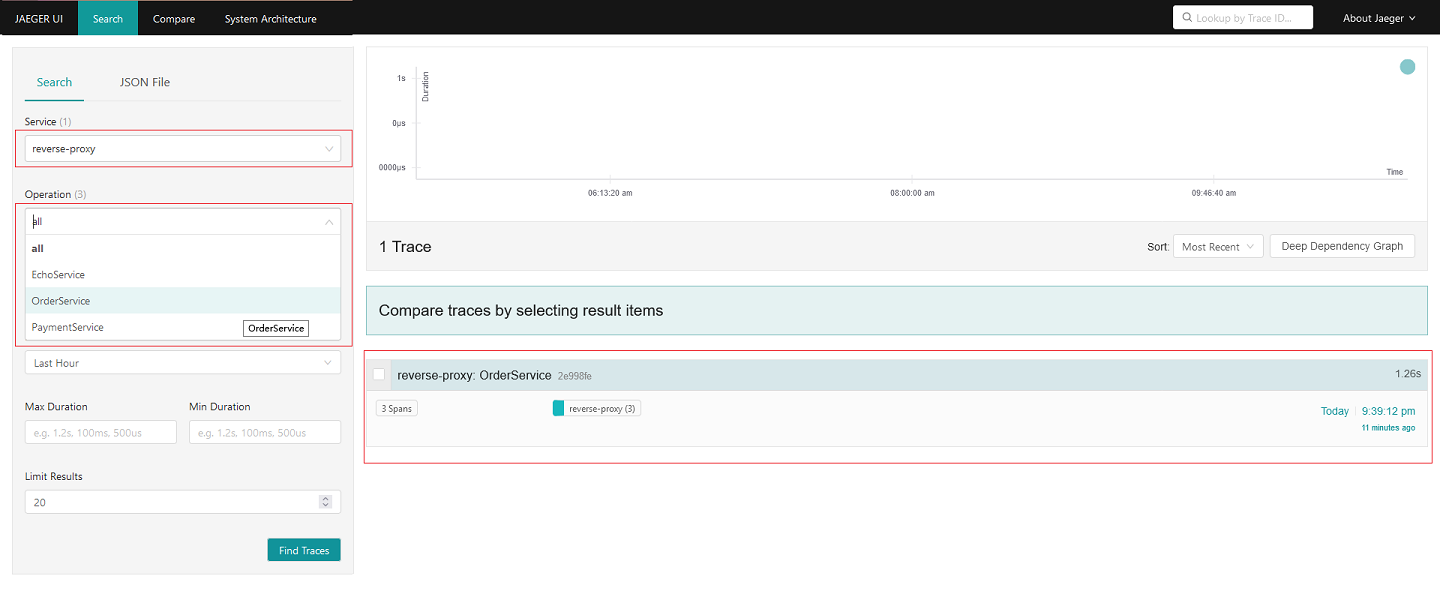 JAEGER UI Search Compare System Architecture Lookup by Trace ID... About Jaeger
Search JSON File
Service (1)
reverse-proxy
Operation (3)
all
all
EchoService
OrderService
PaymentService OrderService
Last Hour
Max Duration Min Duration
e.g. 1.2s, 100ms, 500us e.g. 1.2s, 100ms, 500us
Limit Results
20
Find Traces
Duration
1s
0μs
0000μs
Time
06:13:20 am 08:00:00 am 09:46:40 am
1 Trace Sort: Most Recent Deep Dependency Graph
Compare traces by selecting result items
reverse-proxy: OrderService 2e998fe 1.26s
3 Spans reverse-proxy (3) Today 9:39:12 pm
11 minutes ago